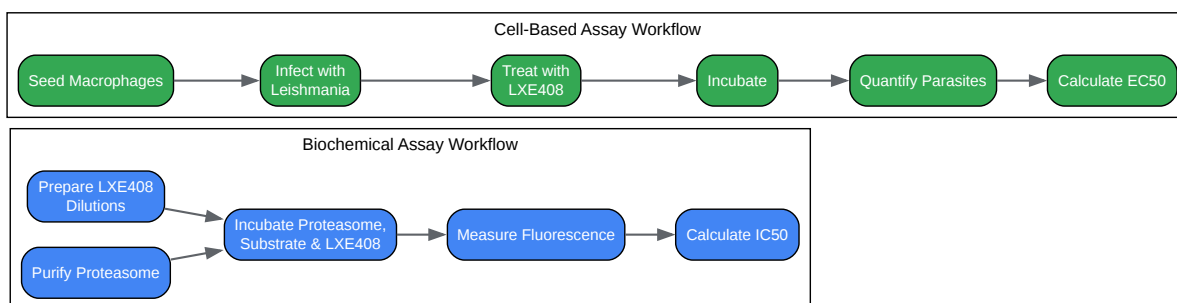 Cell-Based Assay Workflow
Seed Macrophages
Infect with
Leishmania
Treat with
LXE408
Incubate
Quantify Parasites
Calculate EC50
Biochemical Assay Workflow
Prepare LXE408
Dilutions
Purify Proteasome
Incubate Proteasome,
Substrate & LXE408
Measure Fluorescence
Calculate IC50